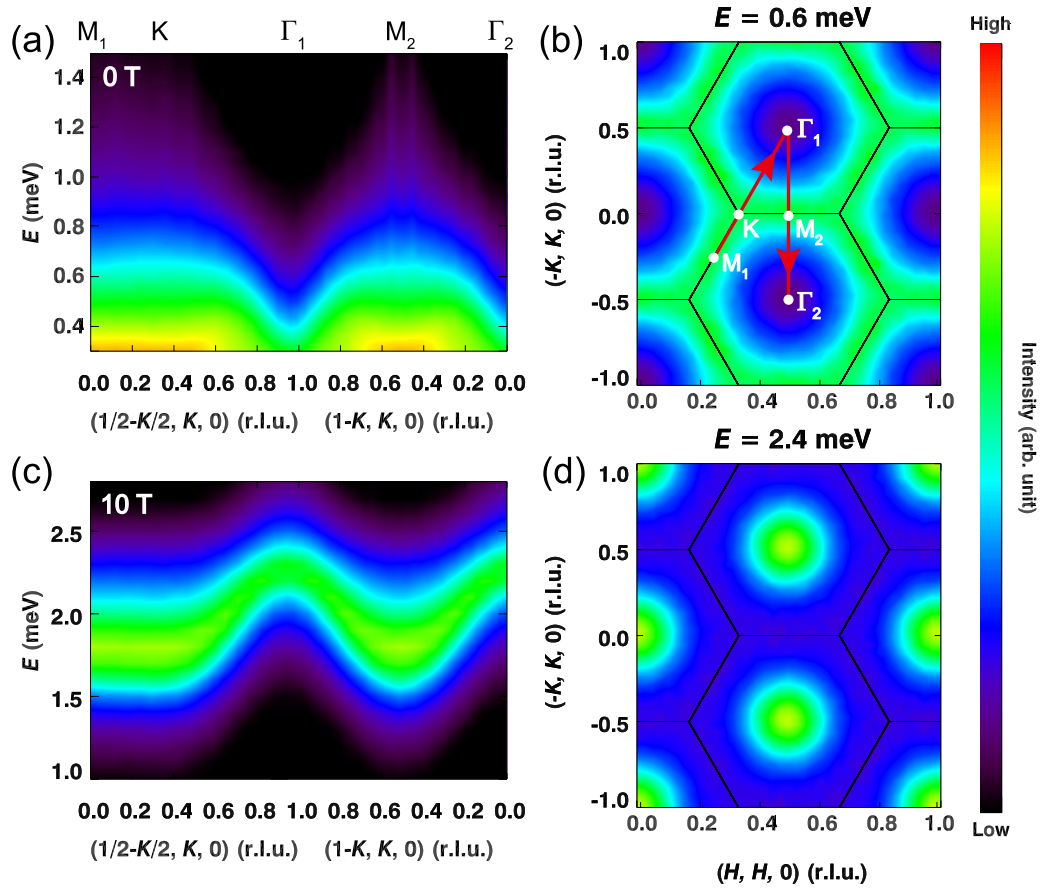 (a)
M1 K Γ1 M2 Γ2
0 T
1.4
1.2
1.0
0.8
0.6
0.4
E (meV)
0.0 0.2 0.4 0.6 0.8 1.0 0.8 0.6 0.4 0.2 0.0
(1/2-K/2, K, 0) (r.l.u.) (1-K, K, 0) (r.l.u.)
(b)
E = 0.6 meV
1.0
0.5
0.0
-0.5
-1.0
(-K, K, 0) (r.l.u.)
Γ1
K
M2
M1
Γ2
0.0 0.2 0.4 0.6 0.8 1.0
(c)
10 T
2.5
2.0
1.5
1.0
E (meV)
0.0 0.2 0.4 0.6 0.8 1.0 0.8 0.6 0.4 0.2 0.0
(1/2-K/2, K, 0) (r.l.u.) (1-K, K, 0) (r.l.u.)
(d)
E = 2.4 meV
1.0
0.5
0.0
-0.5
-1.0
(-K, K, 0) (r.l.u.)
0.0 0.2 0.4 0.6 0.8 1.0
(H, H, 0) (r.l.u.)
High
Intensity (arb. unit)
Low